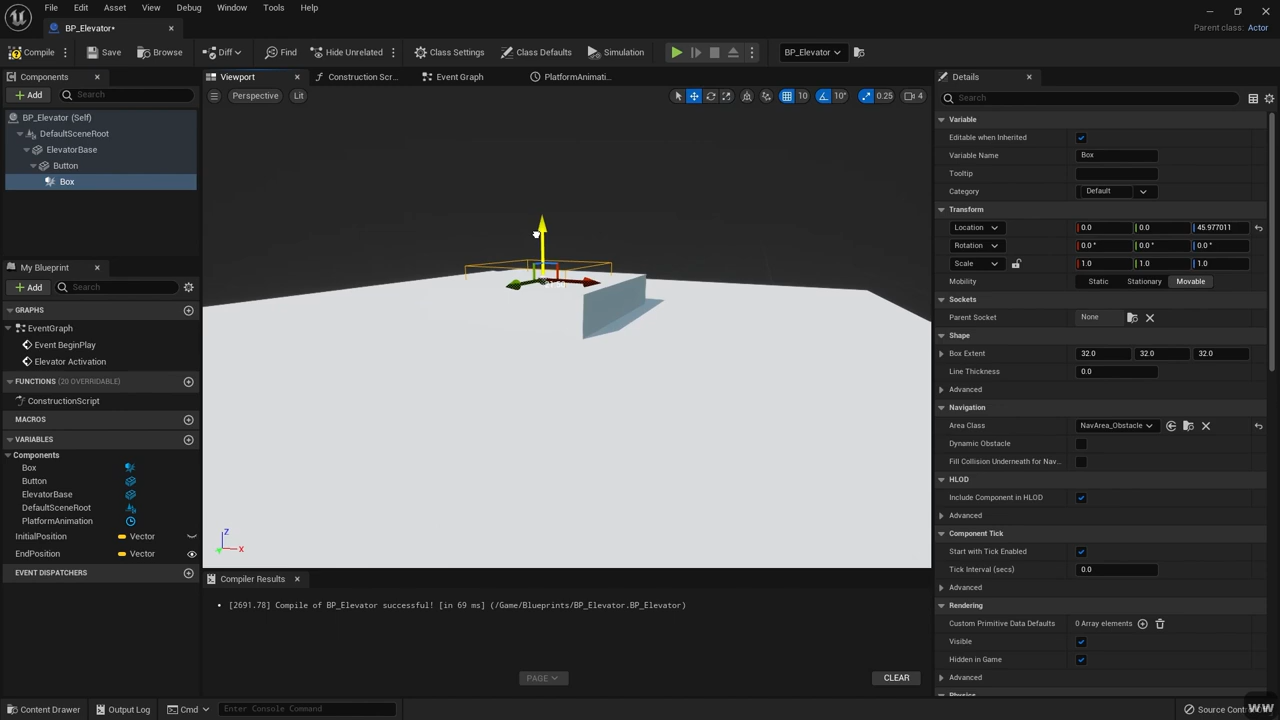 File Edit Asset View Debug Window Tools Help
BP_Elevator•
Parent class: Actor
Compile Save Browse Diff Find Hide Unrelated Class Settings Class Defaults Simulation BP_Elevator
Components
Add Search
BP_Elevator (Self)
DefaultSceneRoot
ElevatorBase
Button
Box
My Blueprint
Add Search
GRAPHS
EventGraph
Event BeginPlay
Elevator Activation
FUNCTIONS (20 OVERRIDABLE)
ConstructionScript
MACROS
VARIABLES
Components
Box
Button
ElevatorBase
DefaultSceneRoot
PlatformAnimation
InitialPosition Vector
EndPosition Vector
EVENT DISPATCHERS
Viewport Construction Scr... Event Graph PlatformAnimati...
Perspective Lit 10 10° 0.25 4
Z
X
Compiler Results
• [2691.78] Compile of BP_Elevator successful! [in 69 ms] (/Game/Blueprints/BP_Elevator.BP_Elevator)
PAGE CLEAR
Details
Search
Variable
Editable when Inherited
Variable Name Box
Tooltip
Category Default
Transform
Location 0.0 0.0 45.977011
Rotation 0.0 ° 0.0 ° 0.0 °
Scale 1.0 1.0 1.0
Mobility Static Stationary Movable
Sockets
Parent Socket None
Shape
Box Extent 32.0 32.0 32.0
Line Thickness 0.0
Advanced
Navigation
Area Class NavArea_Obstacle
Dynamic Obstacle
Fill Collision Underneath for Nav...
HLOD
Include Component in HLOD
Advanced
Component Tick
Start with Tick Enabled
Tick Interval (secs) 0.0
Advanced
Rendering
Custom Primitive Data Defaults 0 Array elements
Visible
Hidden in Game
Advanced
Physics
Content Drawer Output Log Cmd Enter Console Command
Source